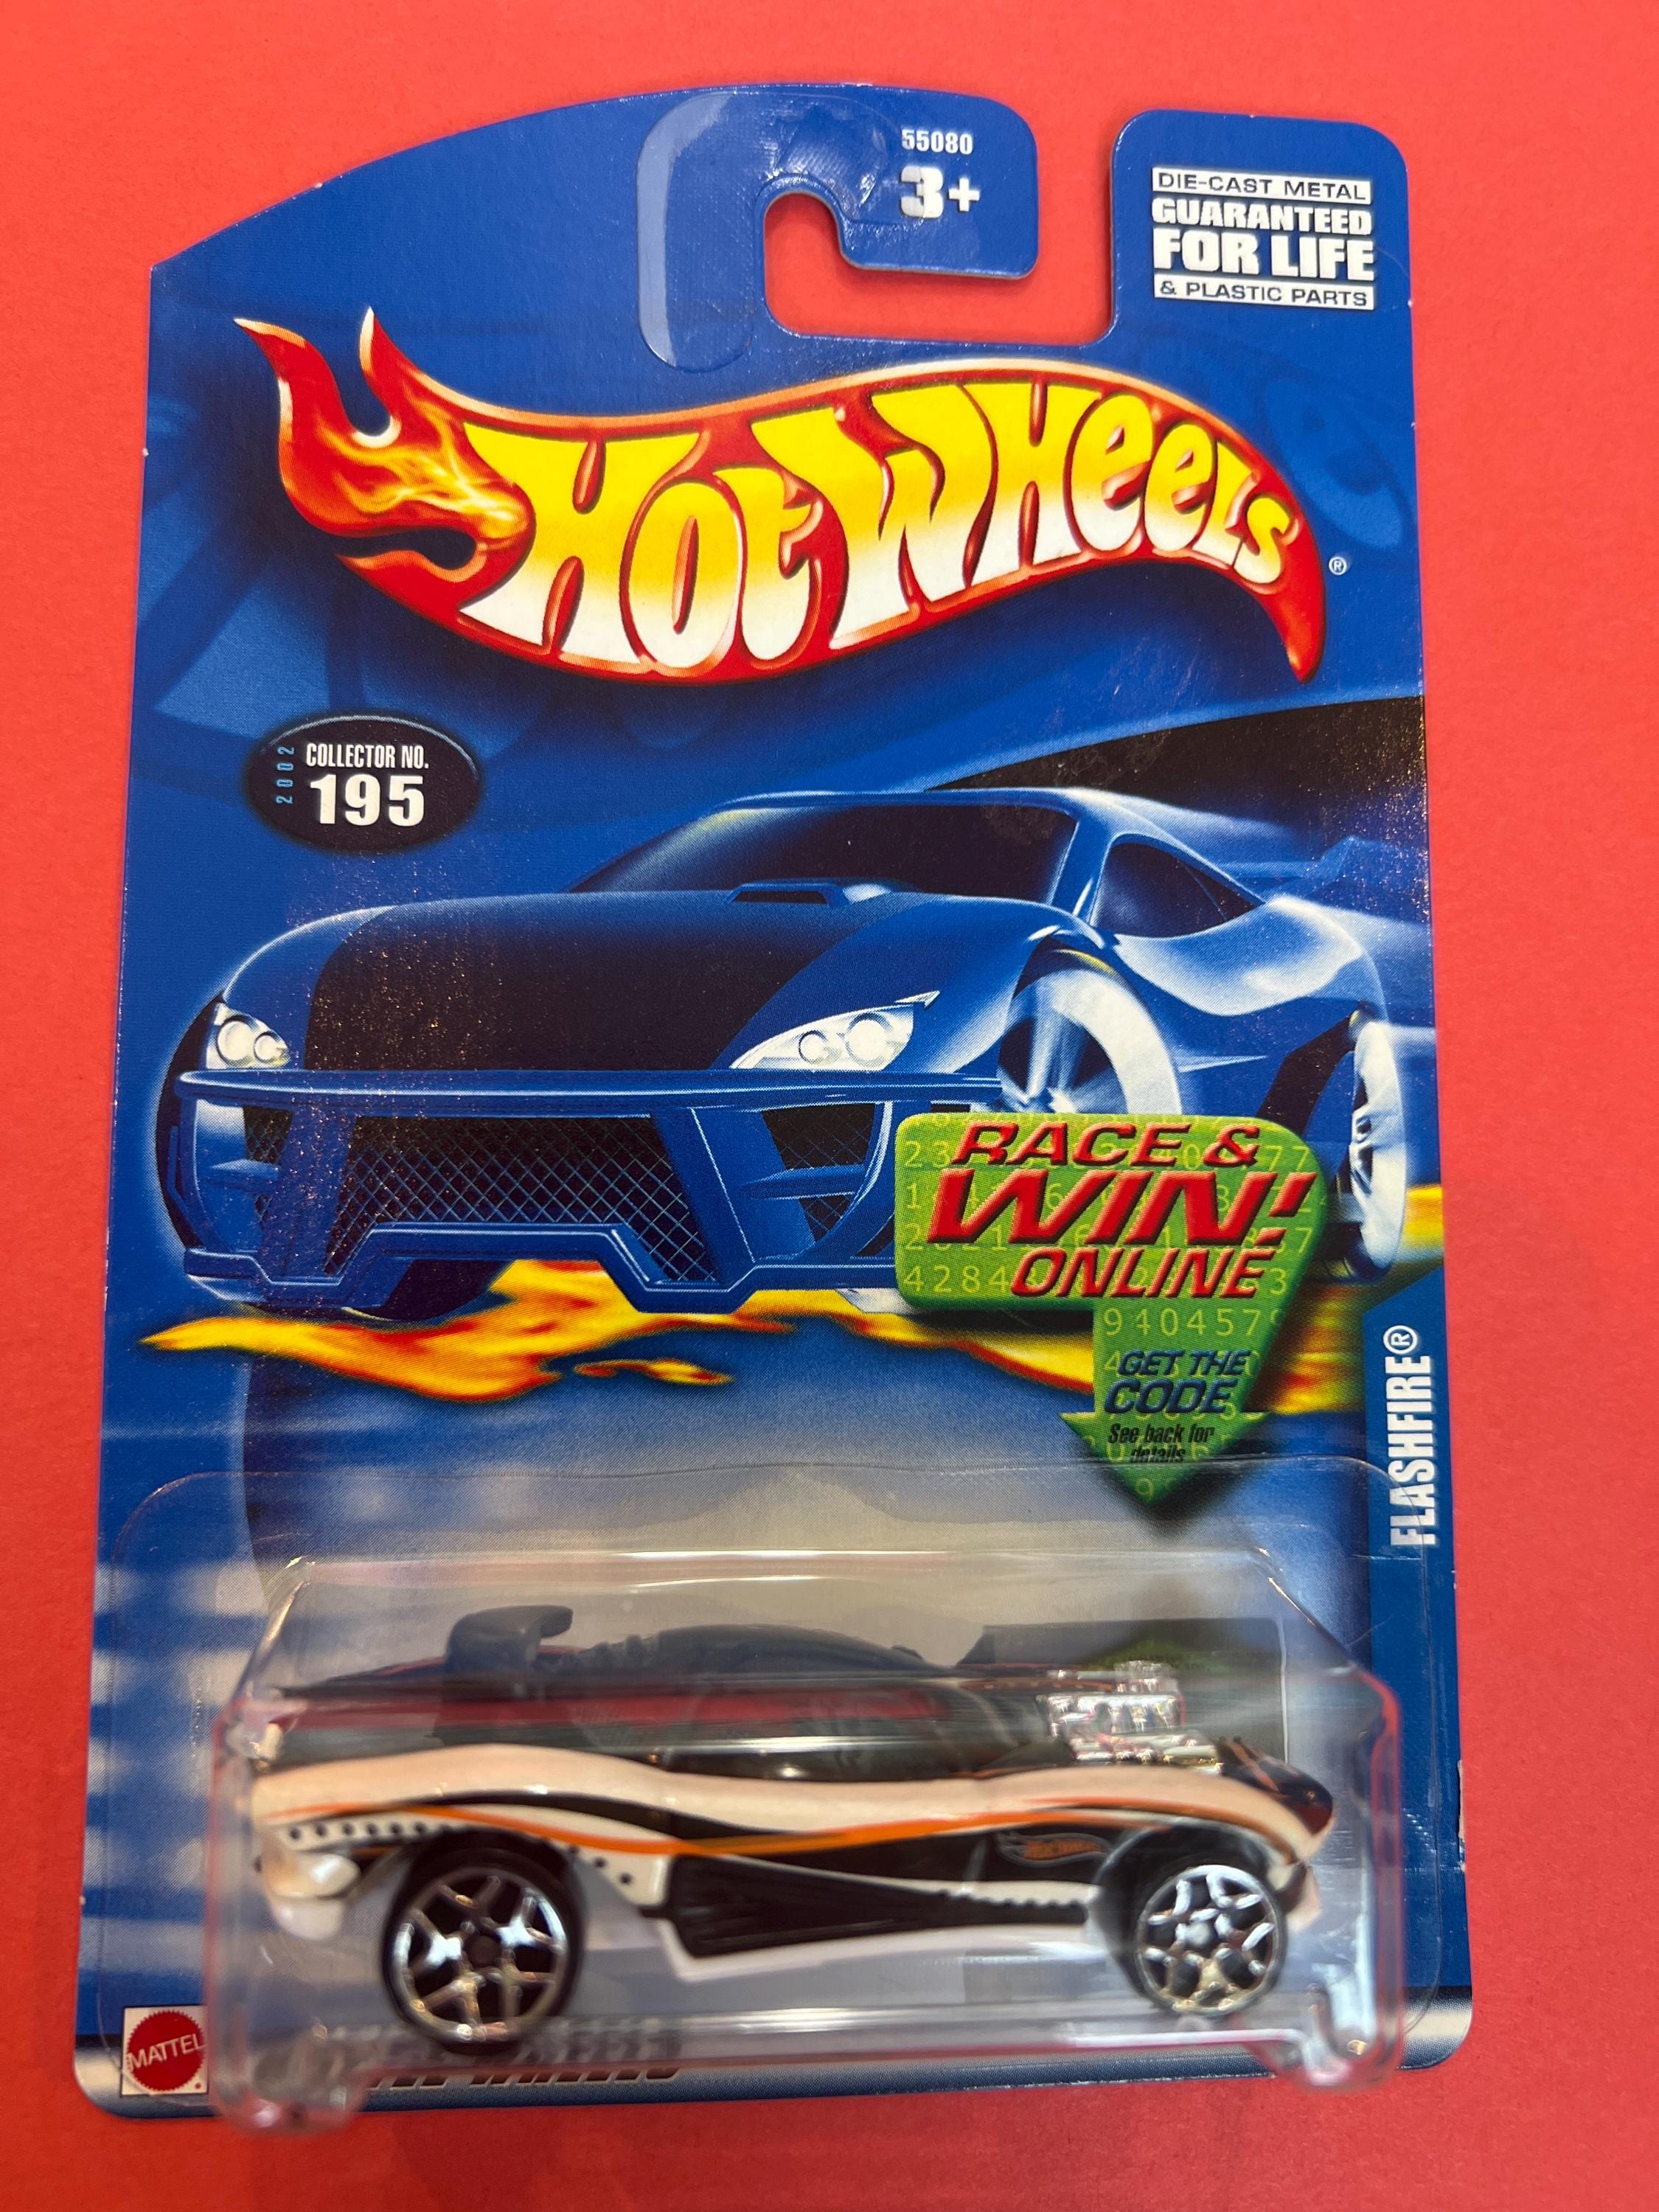 55080
3+
DIE-CAST METAL
GUARANTEED
FOR LIFE
& PLASTIC PARTS
HOT WHEELS®
2002
COLLECTOR NO.
195
RACE &
WIN!
ONLINE
GET THE
CODE
See back for
details
FLASHFIRE®
MATTEL